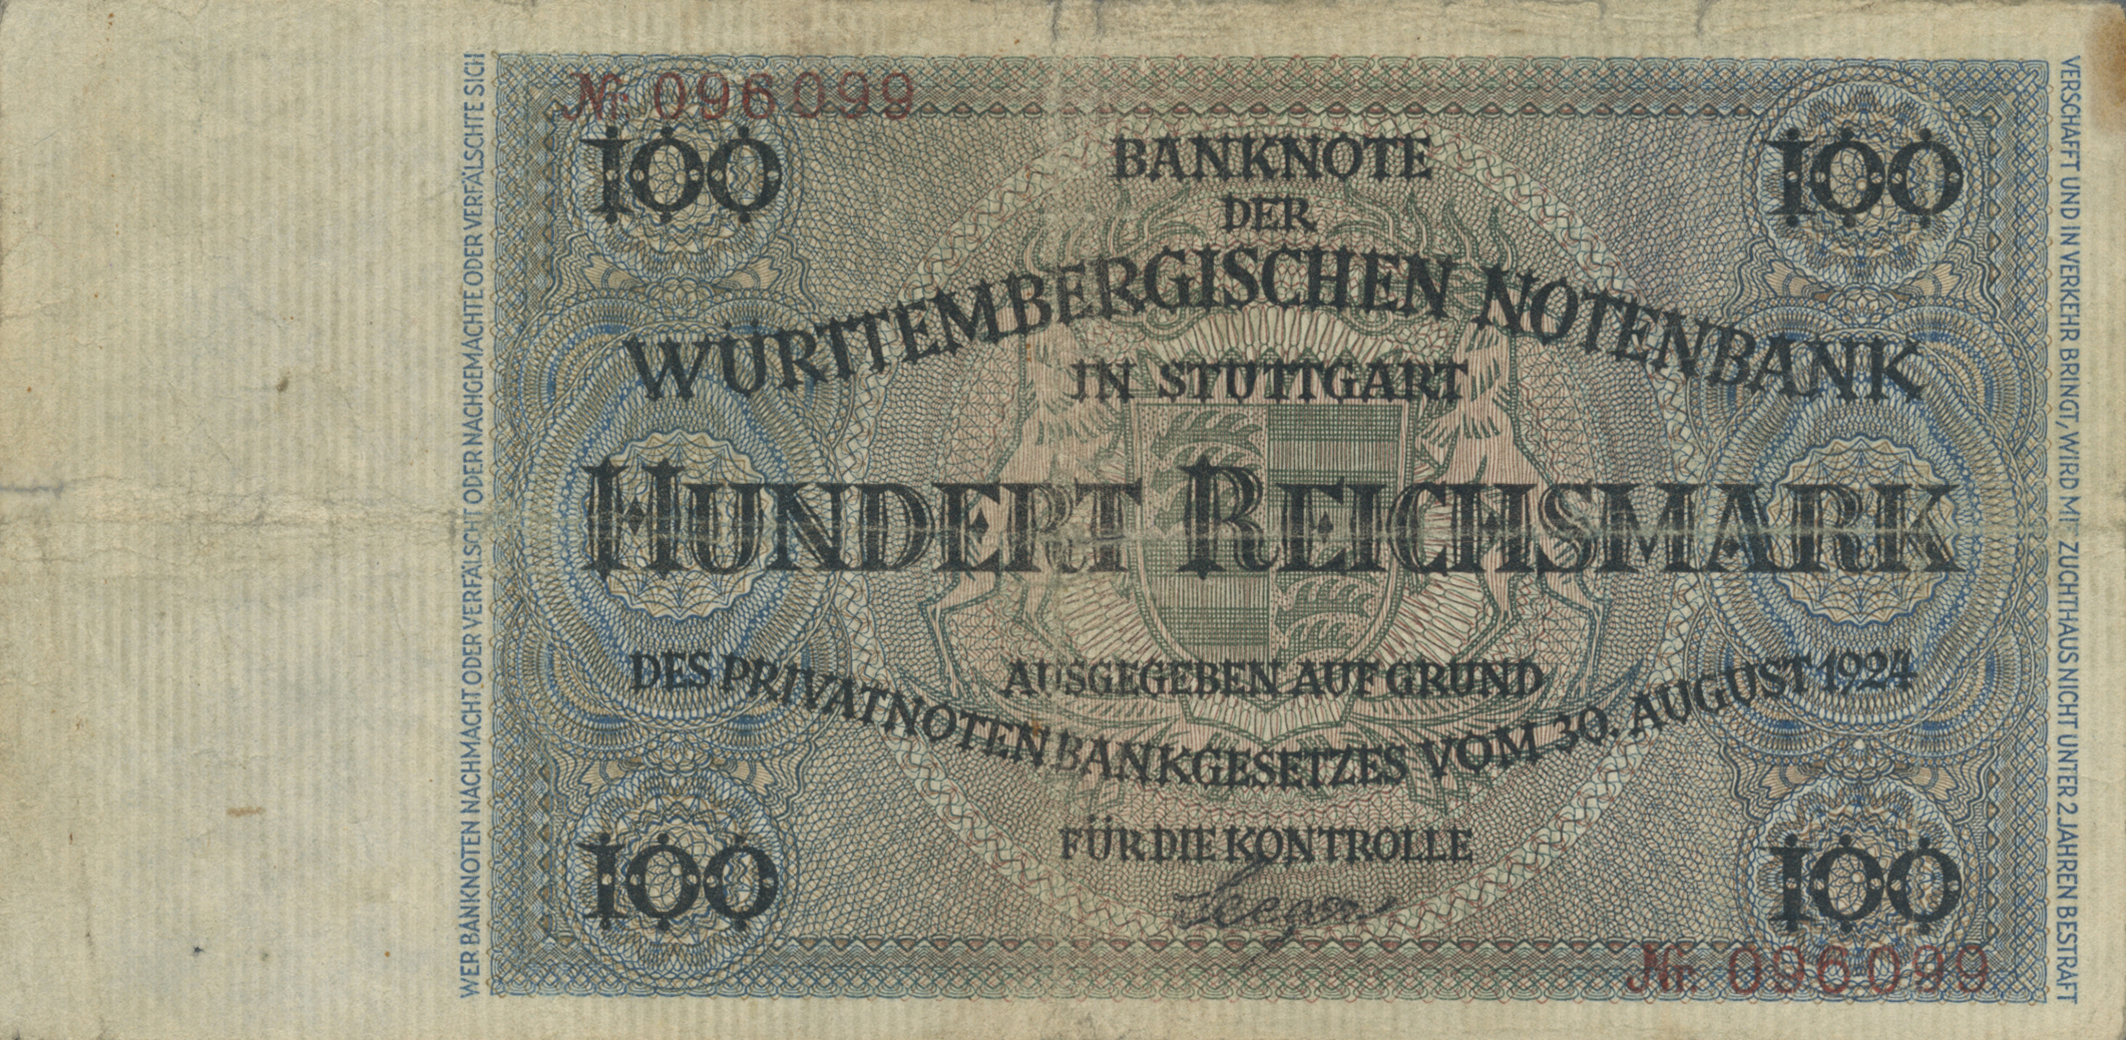 Nr. 096099
100
100
BANKNOTE
DER
WÜRTTEMBERGISCHEN NOTENBANK
IN STUTTGART
HUNDERT REICHSMARK
AUSGEGEBEN AUF GRUND
DES PRIVATNOTENBANKGESETZES VOM 30. AUGUST 1924
FÜR DIE KONTROLLE
100
100
Nr. 096099
WER BANKNOTEN NACHMACHT ODER VERFÄLSCHT ODER NACHGEMACHTE ODER VERFÄLSCHTE SICH
VERSCHAFFT UND IN VERKEHR BRINGT, WIRD MIT ZUCHTHAUS NICHT UNTER 2 JAHREN BESTRAFT